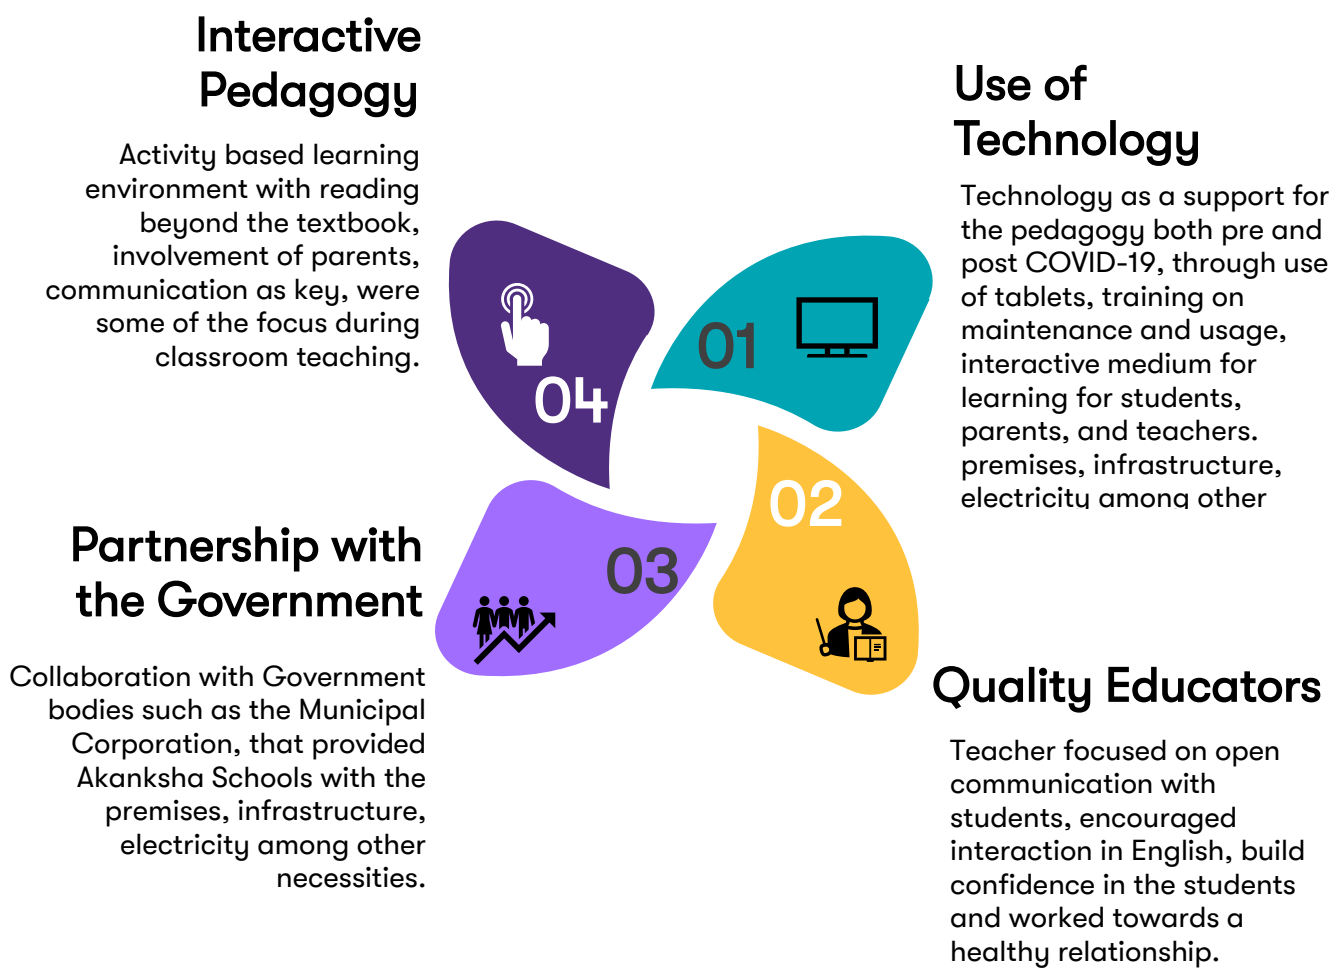 Interactive
Pedagogy
Activity based learning
environment with reading
beyond the textbook,
involvement of parents,
communication as key, were
some of the focus during
classroom teaching.
Use of
Technology
Technology as a support for
the pedagogy both pre and
post COVID-19, through use
of tablets, training on
maintenance and usage,
interactive medium for
learning for students,
parents, and teachers.
premises, infrastructure,
electricity among other
01
04
02
03
Partnership with
the Government
Collaboration with Government
bodies such as the Municipal
Corporation, that provided
Akanksha Schools with the
premises, infrastructure,
electricity among other
necessities.
Quality Educators
Teacher focused on open
communication with
students, encouraged
interaction in English, build
confidence in the students
and worked towards a
healthy relationship.